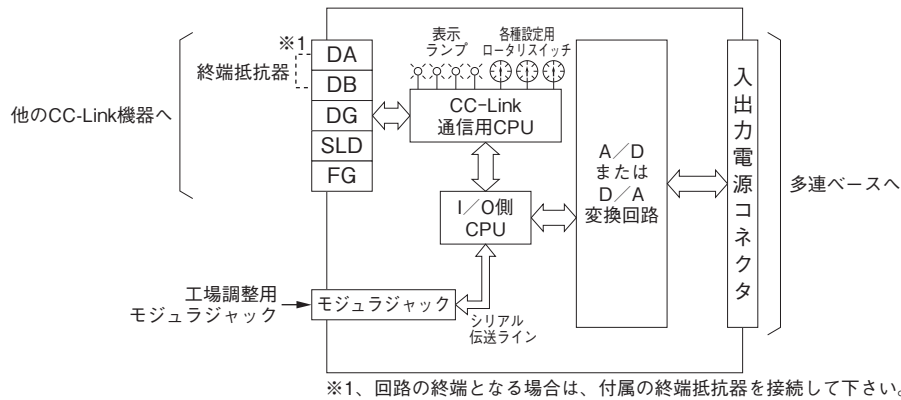 ※1
終端抵抗器
他のCC-Link機器へ
DA
DB
DG
SLD
FG
表示
ランプ
各種設定用
ロータリスイッチ
CC-Link
通信用CPU
I/O側
CPU
A/D
または
D/A
変換回路
入出力電源コネクタ
多連ベースへ
工場調整用
モジュラジャック
モジュラジャック
シリアル
伝送ライン
※1、回路の終端となる場合は、付属の終端抵抗器を接続して下さい。